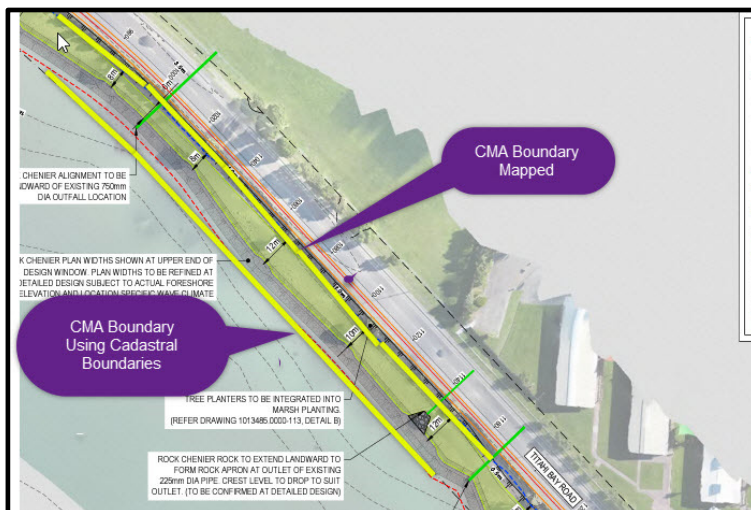 8m
8m
CHENIER ALIGNMENT TO BE
NDWARD OF EXISTING 750mm
DIA OUTFALL LOCATION
CMA Boundary
Mapped
12m
K CHENIER PLAN WIDTHS SHOWN AT UPPER END OF
DESIGN WINDOW. PLAN WIDTHS TO BE REFINED AT
DETAILED DESIGN SUBJECT TO ACTUAL FORESHORE
ELEVATION AND LOCATION SPECIFIC WAVE CLIMATE
CMA Boundary
Using Cadastral
Boundaries
10m
TREE PLANTERS TO BE INTEGRATED INTO
MARSH PLANTING.
(REFER DRAWING 1013485.0000-113, DETAIL B)
12m
ROCK CHENIER ROCK TO EXTEND LANDWARD TO
FORM ROCK APRON AT OUTLET OF EXISTING
225mm DIA PIPE. CREST LEVEL TO DROP TO SUIT
OUTLET. (TO BE CONFIRMED AT DETAILED DESIGN)
TITAHI BAY ROAD